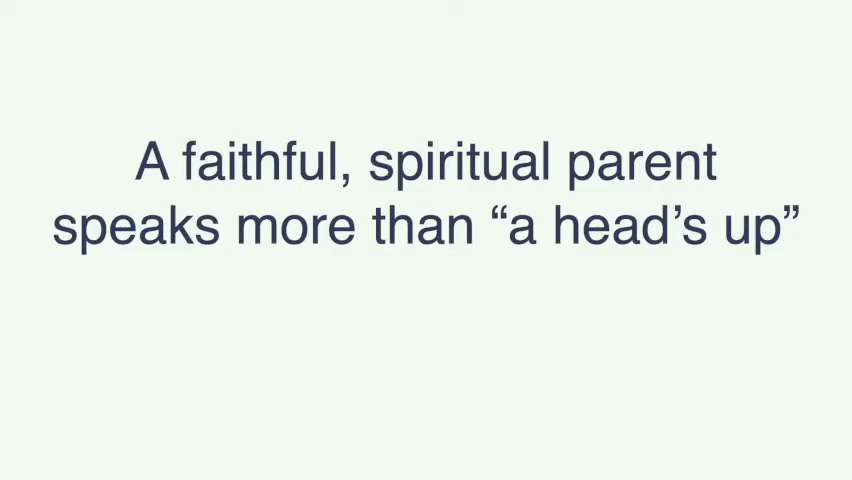 A faithful, spiritual parent
speaks more than “a head’s up”